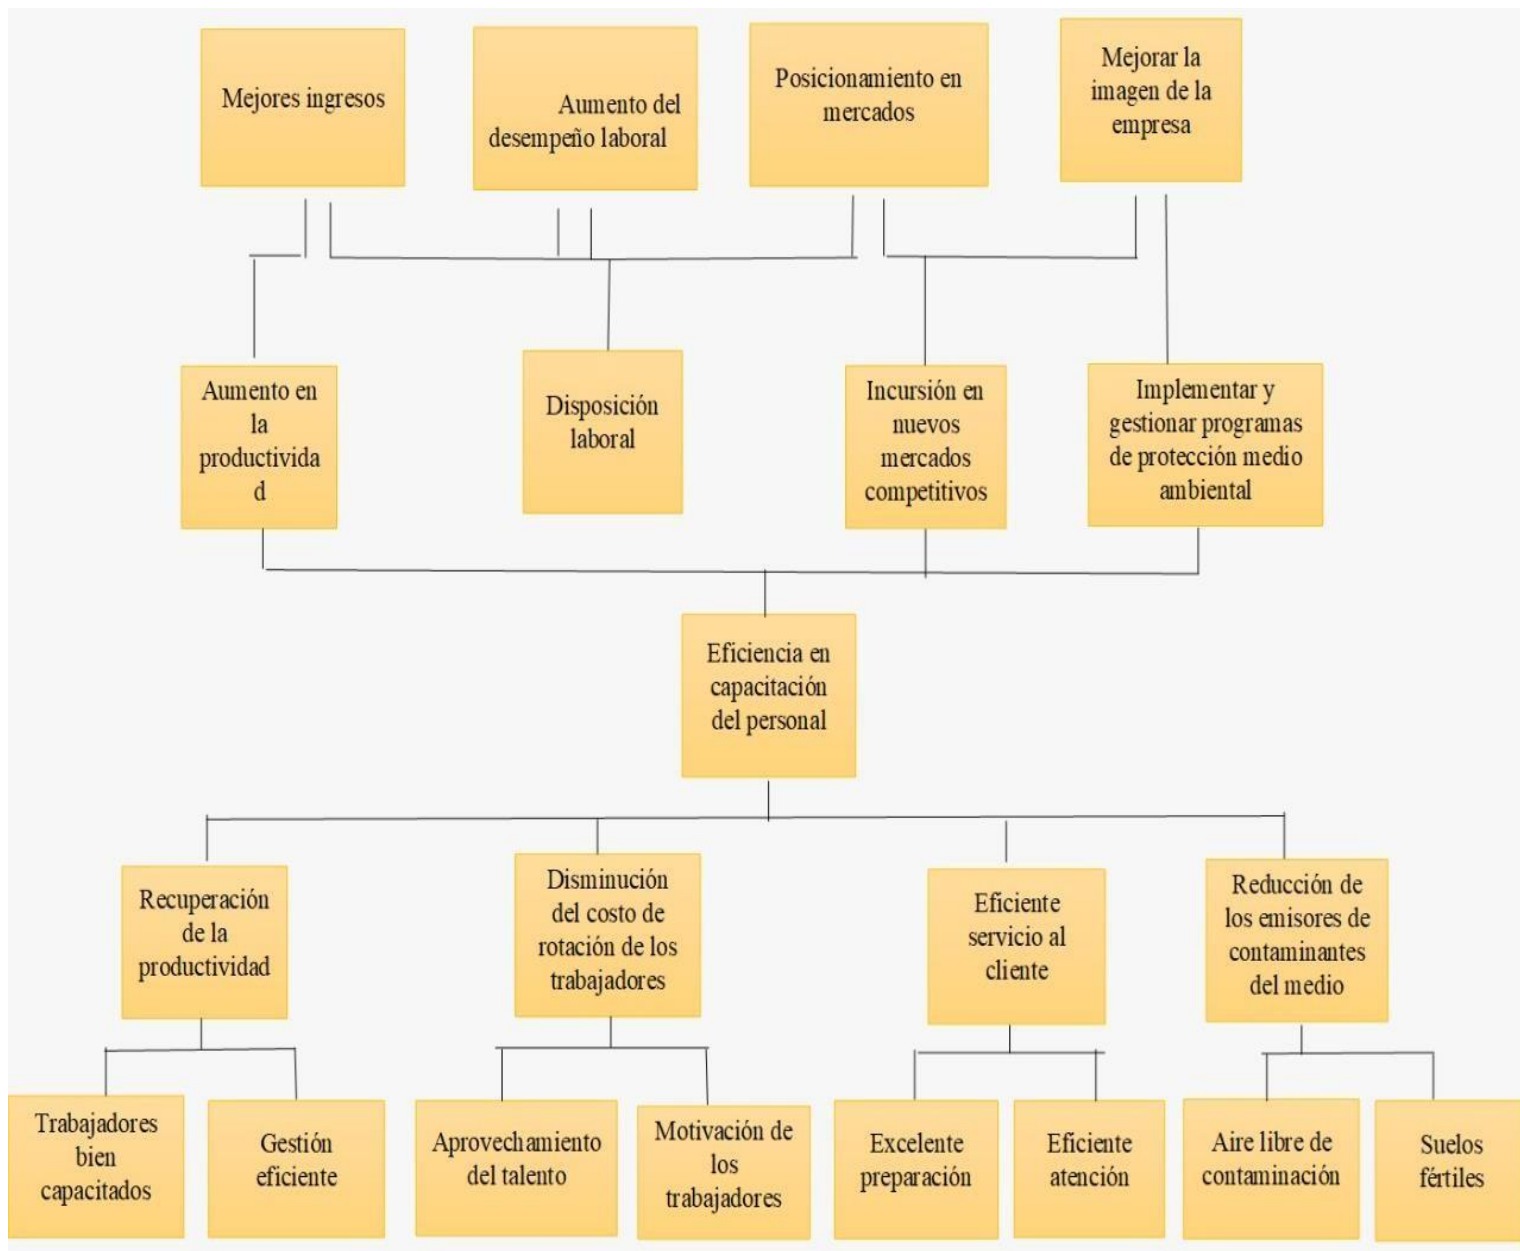 Mejores ingresos
Aumento del
desempeño laboral
Posicionamiento en
mercados
Mejorar la
imagen de la
empresa
Aumento en
la
productivida
d
Disposición
laboral
Incursión en
nuevos
mercados
competitivos
Implementar y
gestionar programas
de protección medio
ambiental
Eficiencia en
capacitación
del personal
Recuperación
de la
productividad
Disminución
del costo de
rotación de los
trabajadores
Eficiente
servicio al
cliente
Reducción de
los emisores de
contaminantes
del medio
Trabajadores
bien
capacitados
Gestión
eficiente
Aprovechamiento
del talento
Motivación de
los
trabajadores
Excelente
preparación
Eficiente
atención
Aire libre de
contaminación
Suelos
fértiles